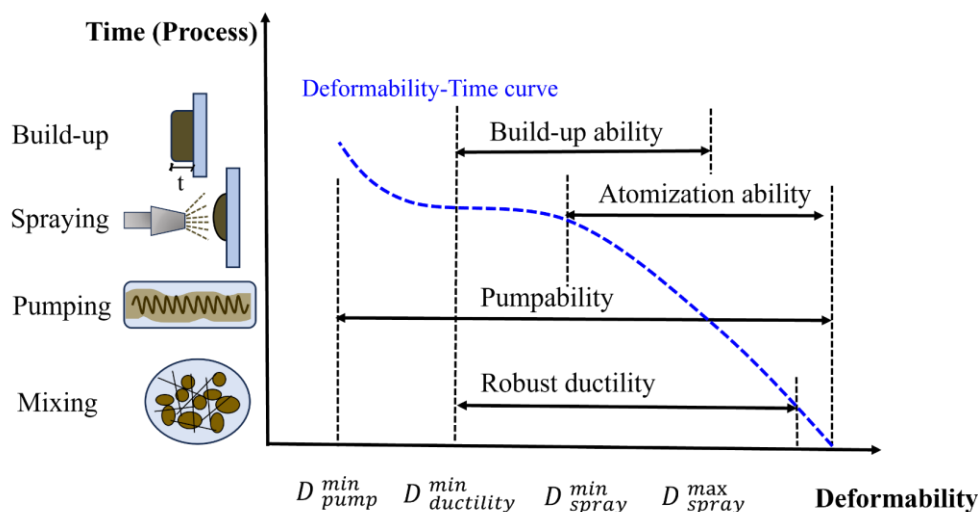 Time (Process)
Deformability-Time curve
Build-up
Build-up ability
t
Spraying
Atomization ability
Pumping
Pumpability
Mixing
Robust ductility
D min pump D min ductility D min spray D max spray
Deformability